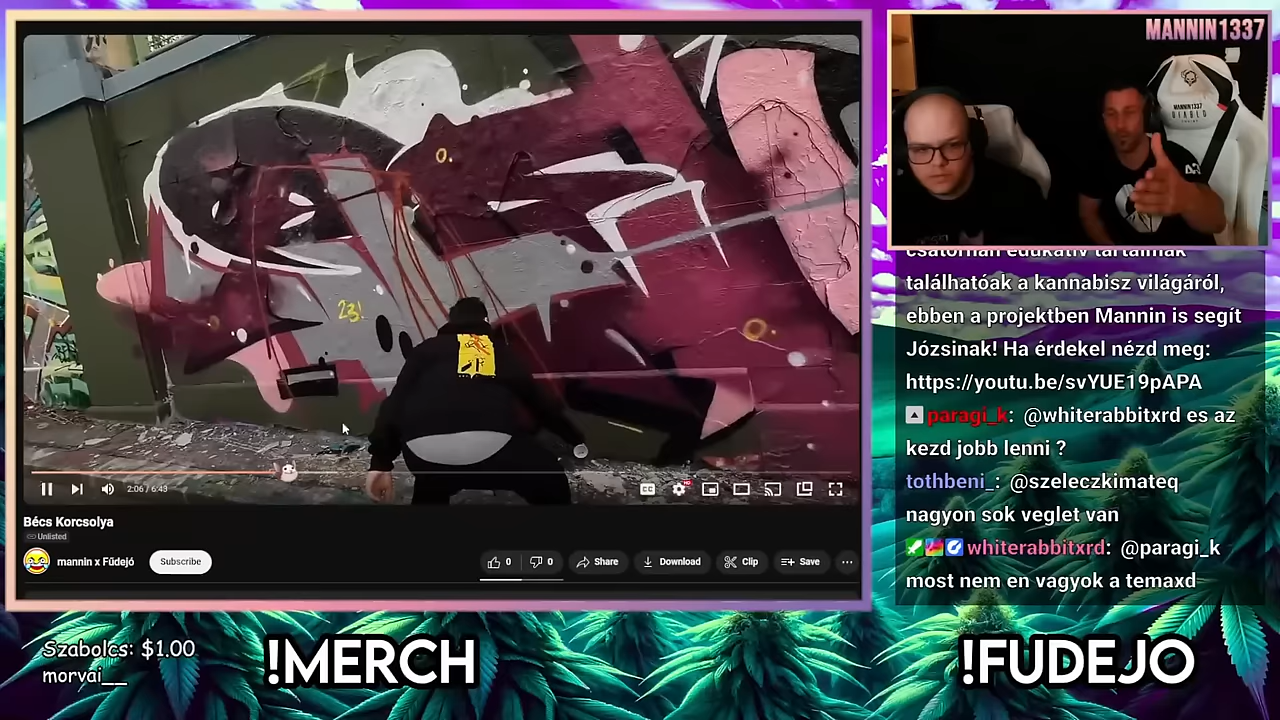 MANNIN1337
23!
2:06 / 6:43
Bécs Korcsolya
Unlisted
mannin x Fűdejó
Subscribe
0
0
Share
Download
Clip
Save
csatornán edukatív tartalmak
találhatóak a kannabisz világáról,
ebben a projektben Mannin is segít
Józsinak! Ha érdekel nézd meg:
https://youtu.be/svYUE19pAPA
paragi_k: @whiterabbitxrd es az
kezd jobb lenni ?
tothbeni_: @szeleczkimateq
nagyon sok veglet van
whiterabbitxrd: @paragi_k
most nem en vagyok a temaxd
Szabolcs: $1.00
morvai__
!MERCH
!FUDEJO